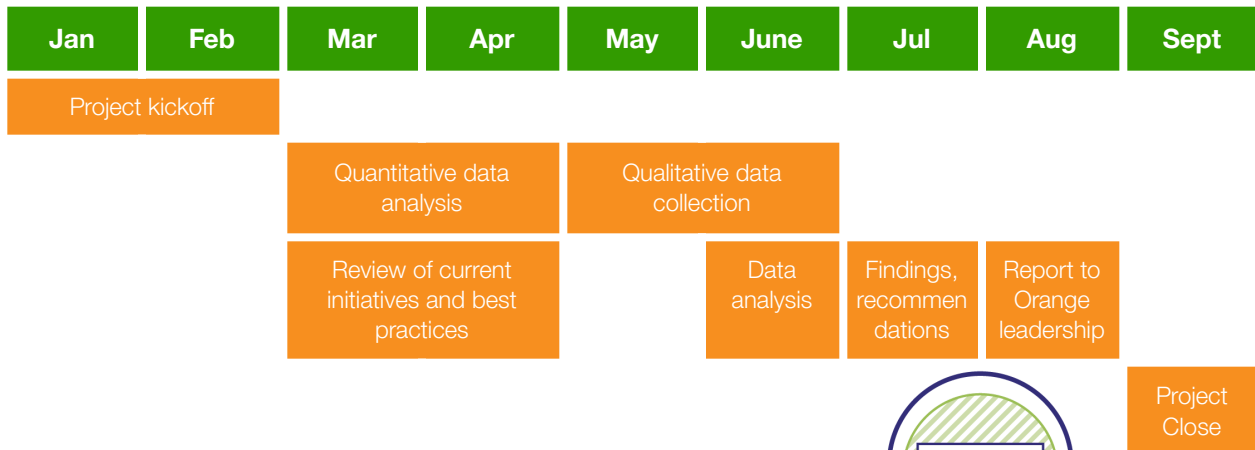 Jan Feb Mar Apr May June Jul Aug Sept
Project kickoff
Quantitative data
analysis
Qualitative data
collection
Review of current
initiatives and best
practices
Data
analysis
Findings,
recommen
dations
Report to
Orange
leadership
Project
Close